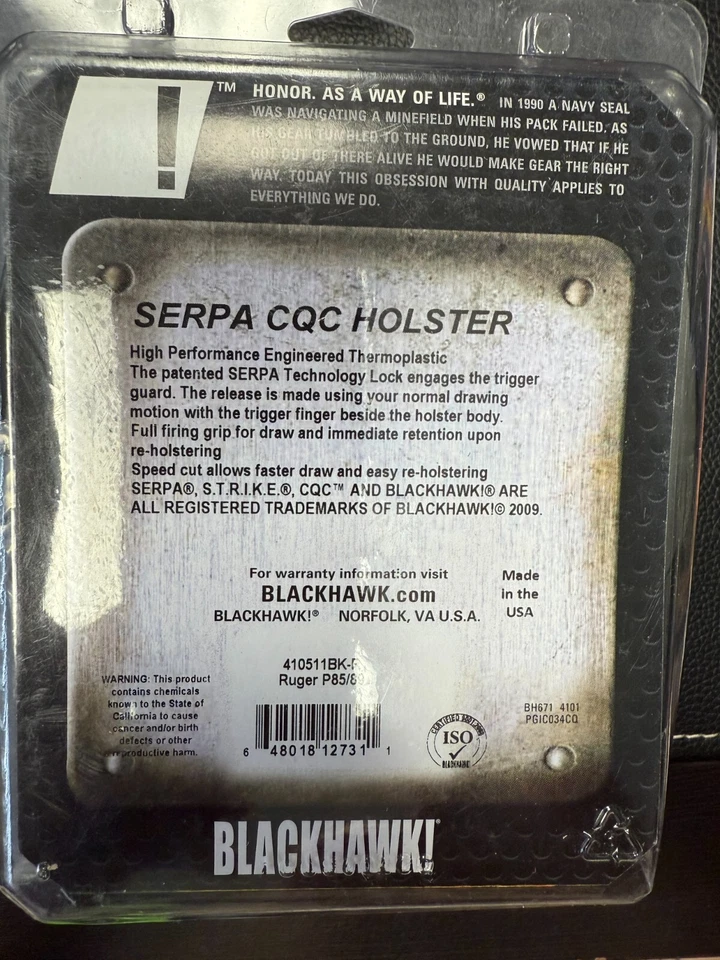 !™
HONOR. AS A WAY OF LIFE.® IN 1990 A NAVY SEAL
WAS NAVIGATING A MINEFIELD WHEN HIS PACK FAILED. AS
HIS GEAR TUMBLED TO THE GROUND, HE VOWED THAT IF HE
GOT OUT OF THERE ALIVE HE WOULD MAKE GEAR THE RIGHT
WAY. TODAY THIS OBSESSION WITH QUALITY APPLIES TO
EVERYTHING WE DO.
SERPA CQC HOLSTER
High Performance Engineered Thermoplastic
The patented SERPA Technology Lock engages the trigger
guard. The release is made using your normal drawing
motion with the trigger finger beside the holster body.
Full firing grip for draw and immediate retention upon
re-holstering
Speed cut allows faster draw and easy re-holstering
SERPA®, S.T.R.I.K.E.®, CQC™ AND BLACKHAWK!® ARE
ALL REGISTERED TRADEMARKS OF BLACKHAWK!© 2009.
For warranty information visit
BLACKHAWK.com
BLACKHAWK!® NORFOLK, VA U.S.A.
Made
in the
USA
410511BK-
Ruger P85/89
WARNING: This product
contains chemicals
known to the State of
California to cause
cancer and/or birth
defects or other
reproductive harm.
6 48018 12731 1
ISO
BLACKHAWK!
BH671 4101
PGIC034CQ
BLACKHAWK!